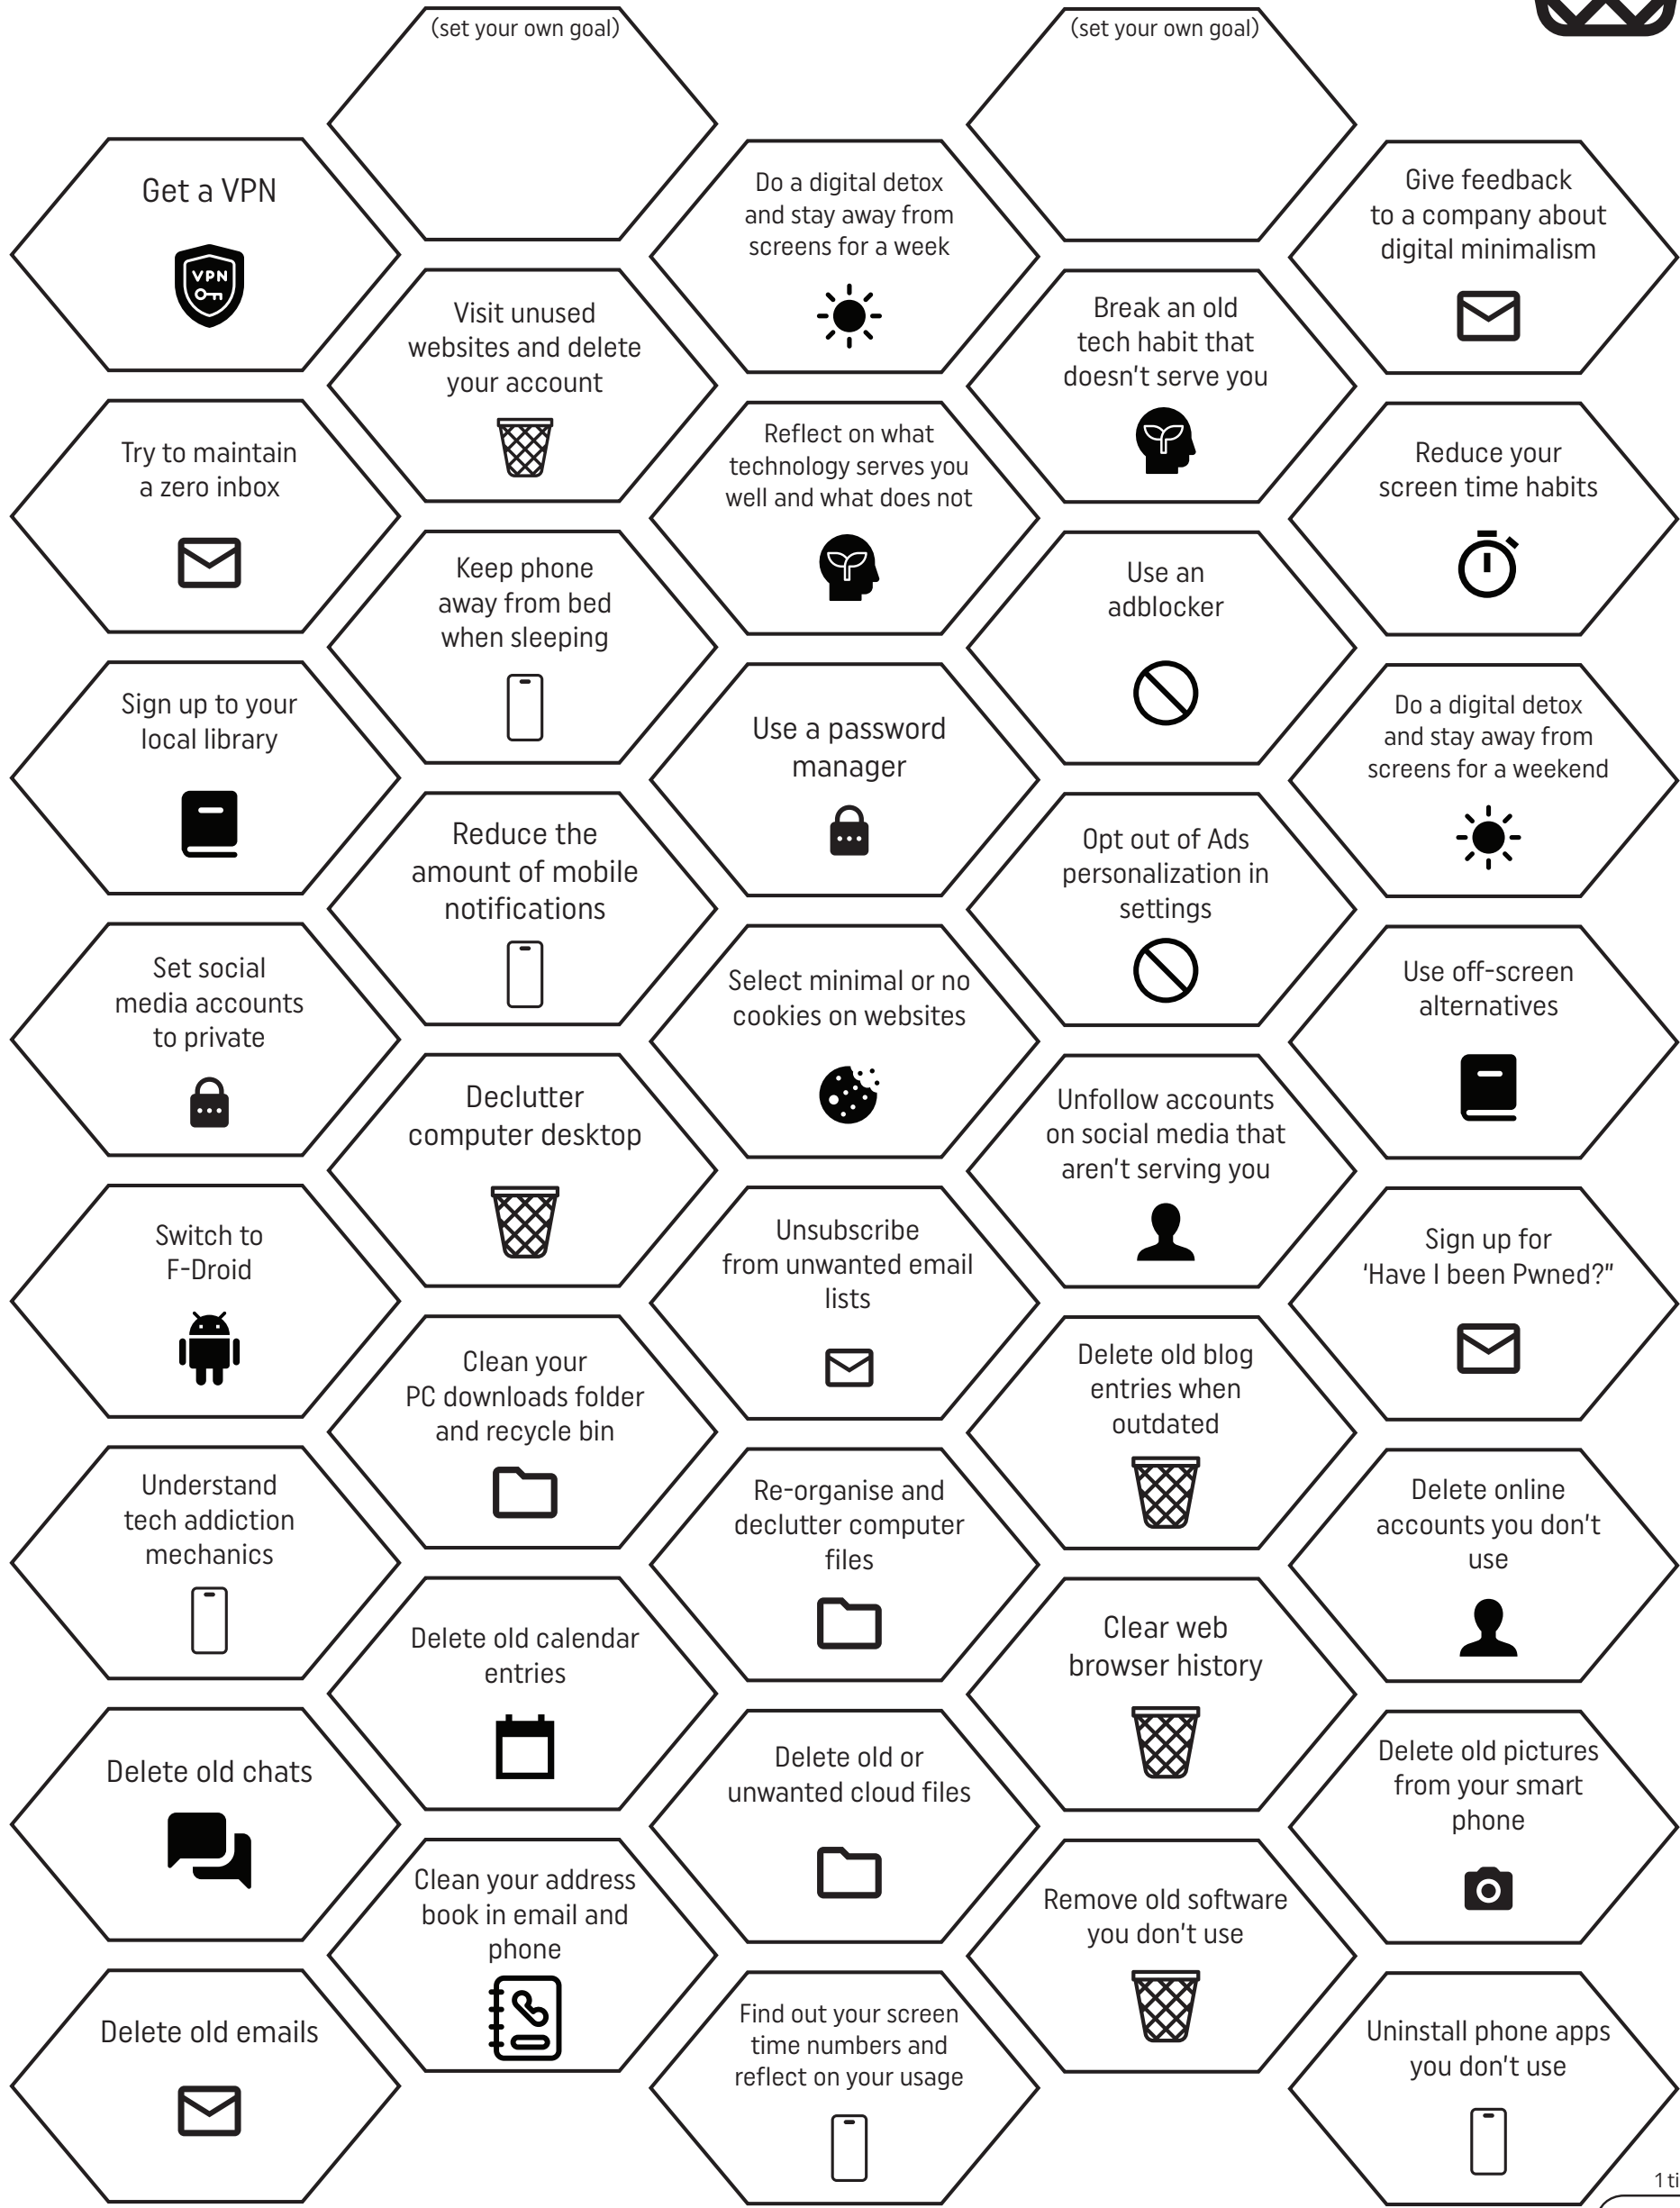 (set your own goal)
(set your own goal)
Get a VPN
VPN
Do a digital detox
and stay away from
screens for a week
Give feedback
to a company about
digital minimalism
Visit unused
websites and delete
your account
Break an old
tech habit that
doesn't serve you
Try to maintain
a zero inbox
Reflect on what
technology serves you
well and what does not
Reduce your
screen time habits
Keep phone
away from bed
when sleeping
Use an
adblocker
Sign up to your
local library
Use a password
manager
Do a digital detox
and stay away from
screens for a weekend
Reduce the
amount of mobile
notifications
Opt out of Ads
personalization in
settings
Set social
media accounts
to private
Select minimal or no
cookies on websites
Use off-screen
alternatives
Declutter
computer desktop
Unfollow accounts
on social media that
aren't serving you
Switch to
F-Droid
Unsubscribe
from unwanted email
lists
Sign up for
'Have I been Pwned?"
Clean your
PC downloads folder
and recycle bin
Delete old blog
entries when
outdated
Understand
tech addiction
mechanics
Re-organise and
declutter computer
files
Delete online
accounts you don't
use
Delete old calendar
entries
Clear web
browser history
Delete old chats
Delete old or
unwanted cloud files
Delete old pictures
from your smart
phone
Clean your address
book in email and
phone
Remove old software
you don't use
Delete old emails
Find out your screen
time numbers and
reflect on your usage
Uninstall phone apps
you don't use
1 ti